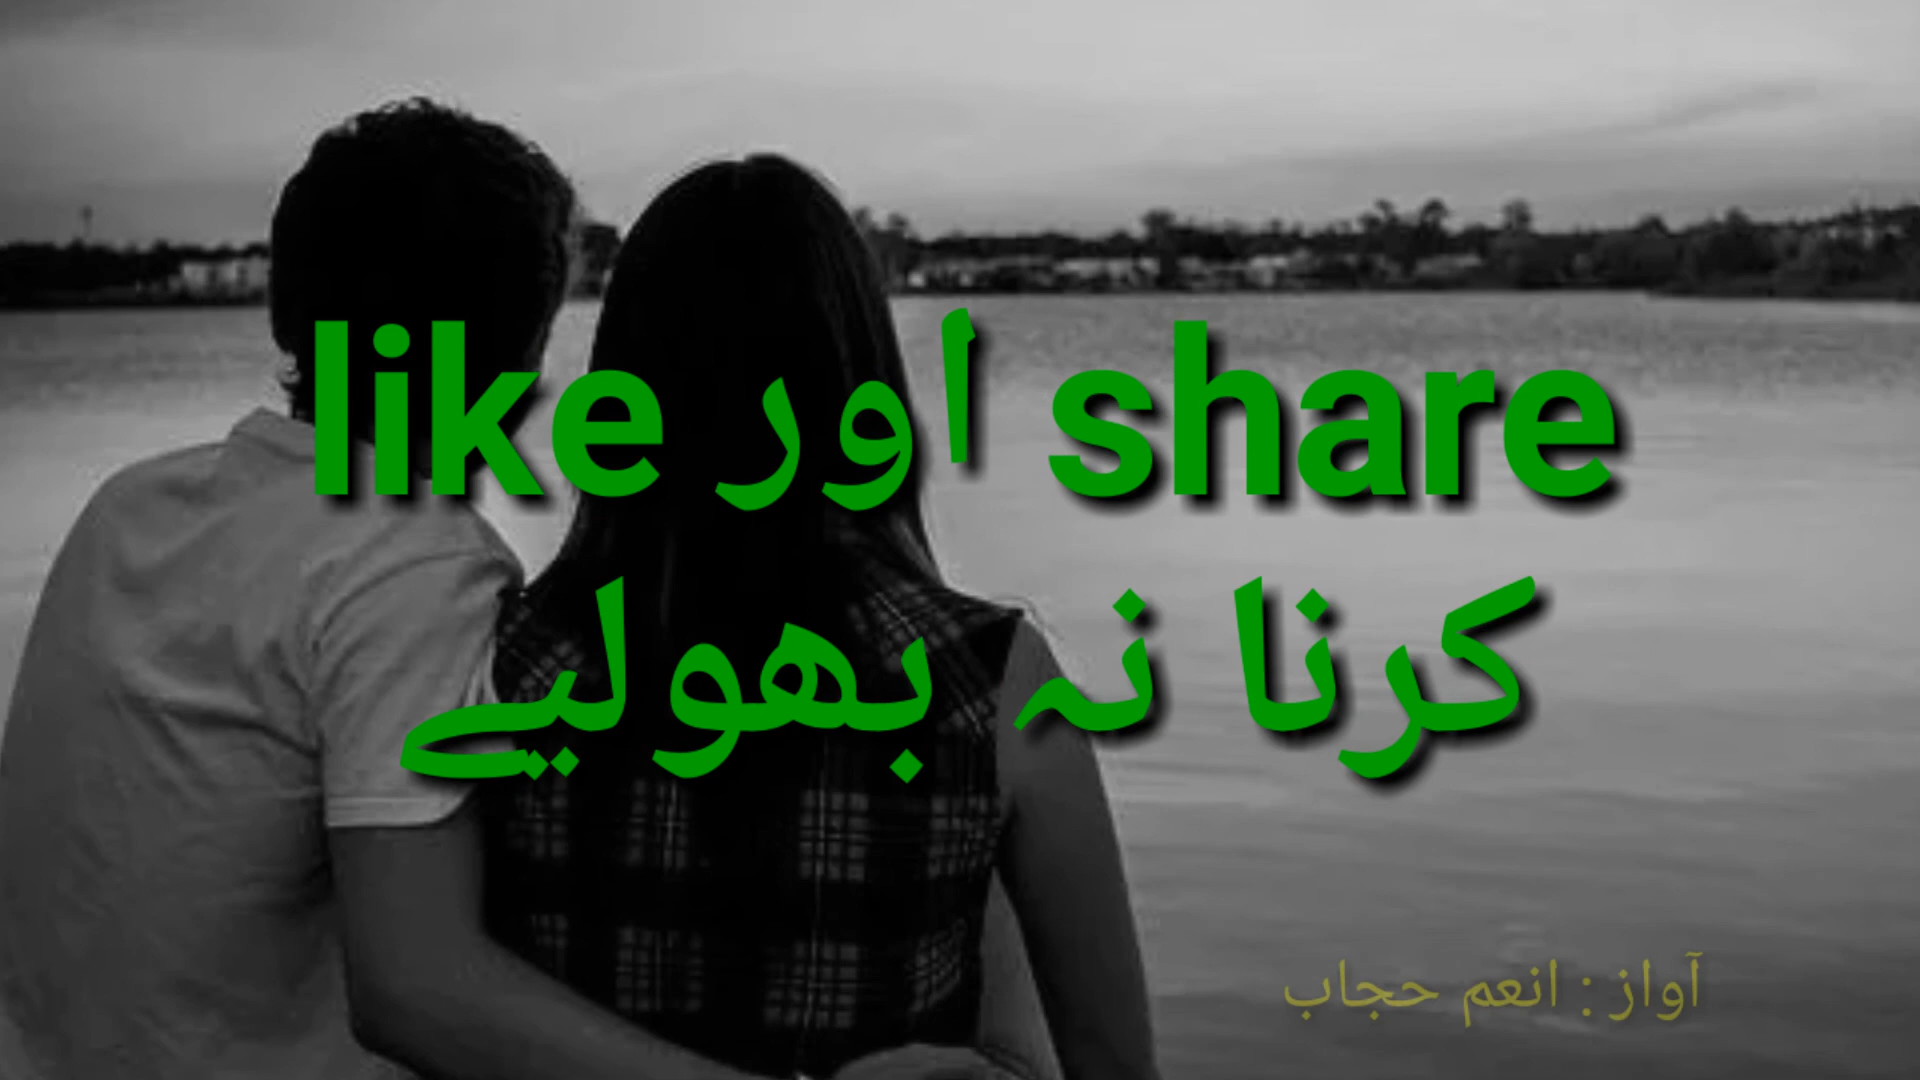 like اور share
کرنا نہ بھولیے
آواز : انعم حجاب